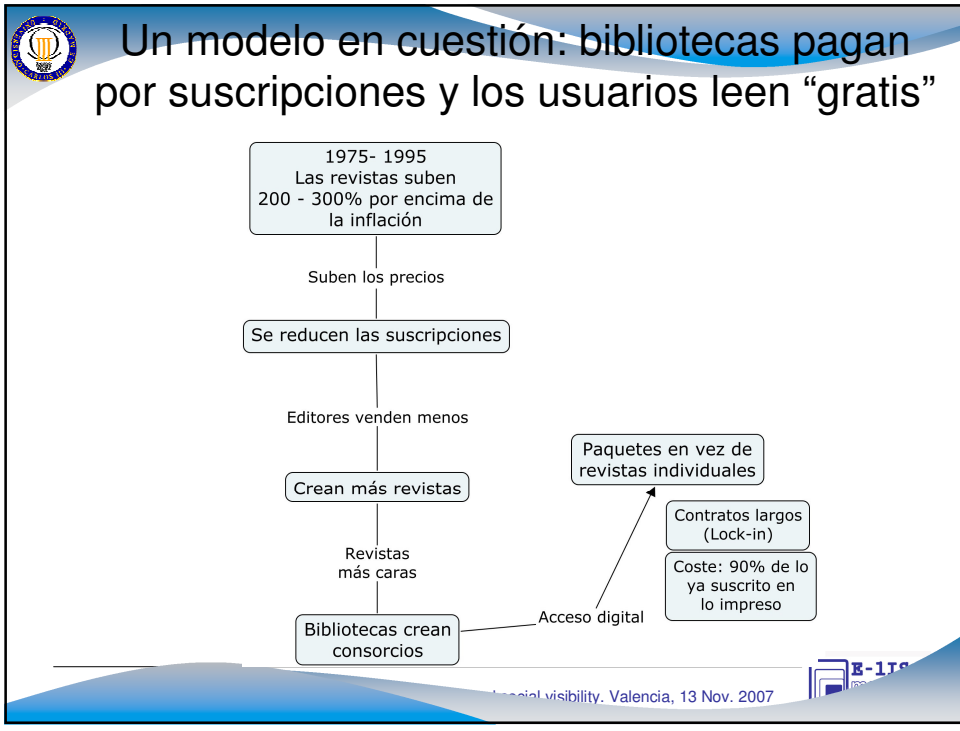 Un modelo en cuestión: bibliotecas pagan
por suscripciones y los usuarios leen “gratis”
1975- 1995
Las revistas suben
200 - 300% por encima de
la inflación
Suben los precios
Se reducen las suscripciones
Editores venden menos
Crean más revistas
Revistas
más caras
Bibliotecas crean
consorcios
Acceso digital
Paquetes en vez de
revistas individuales
Contratos largos
(Lock-in)
Coste: 90% de lo
ya suscrito en
lo impreso
social visibility. Valencia, 13 Nov. 2007